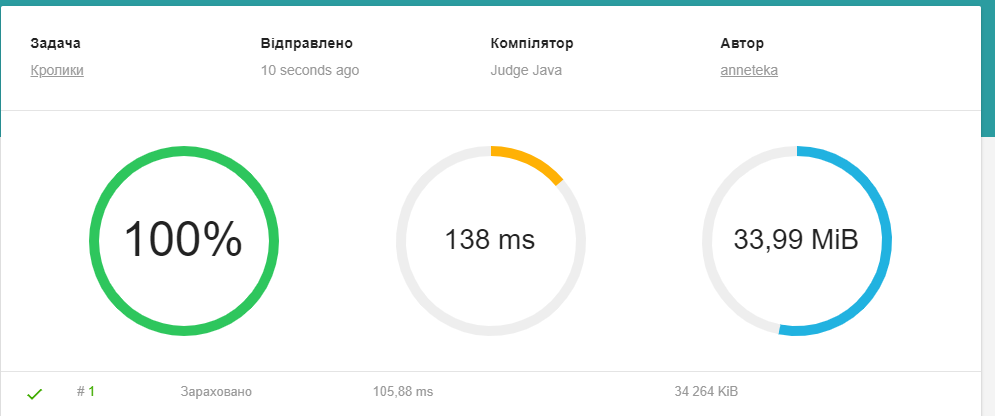 Задача Відправлено Компілятор Автор
Кролики 10 seconds ago Judge Java anneteka
100% 138 ms 33,99 MiB
# 1 Зараховано 105,88 ms 34 264 KiB